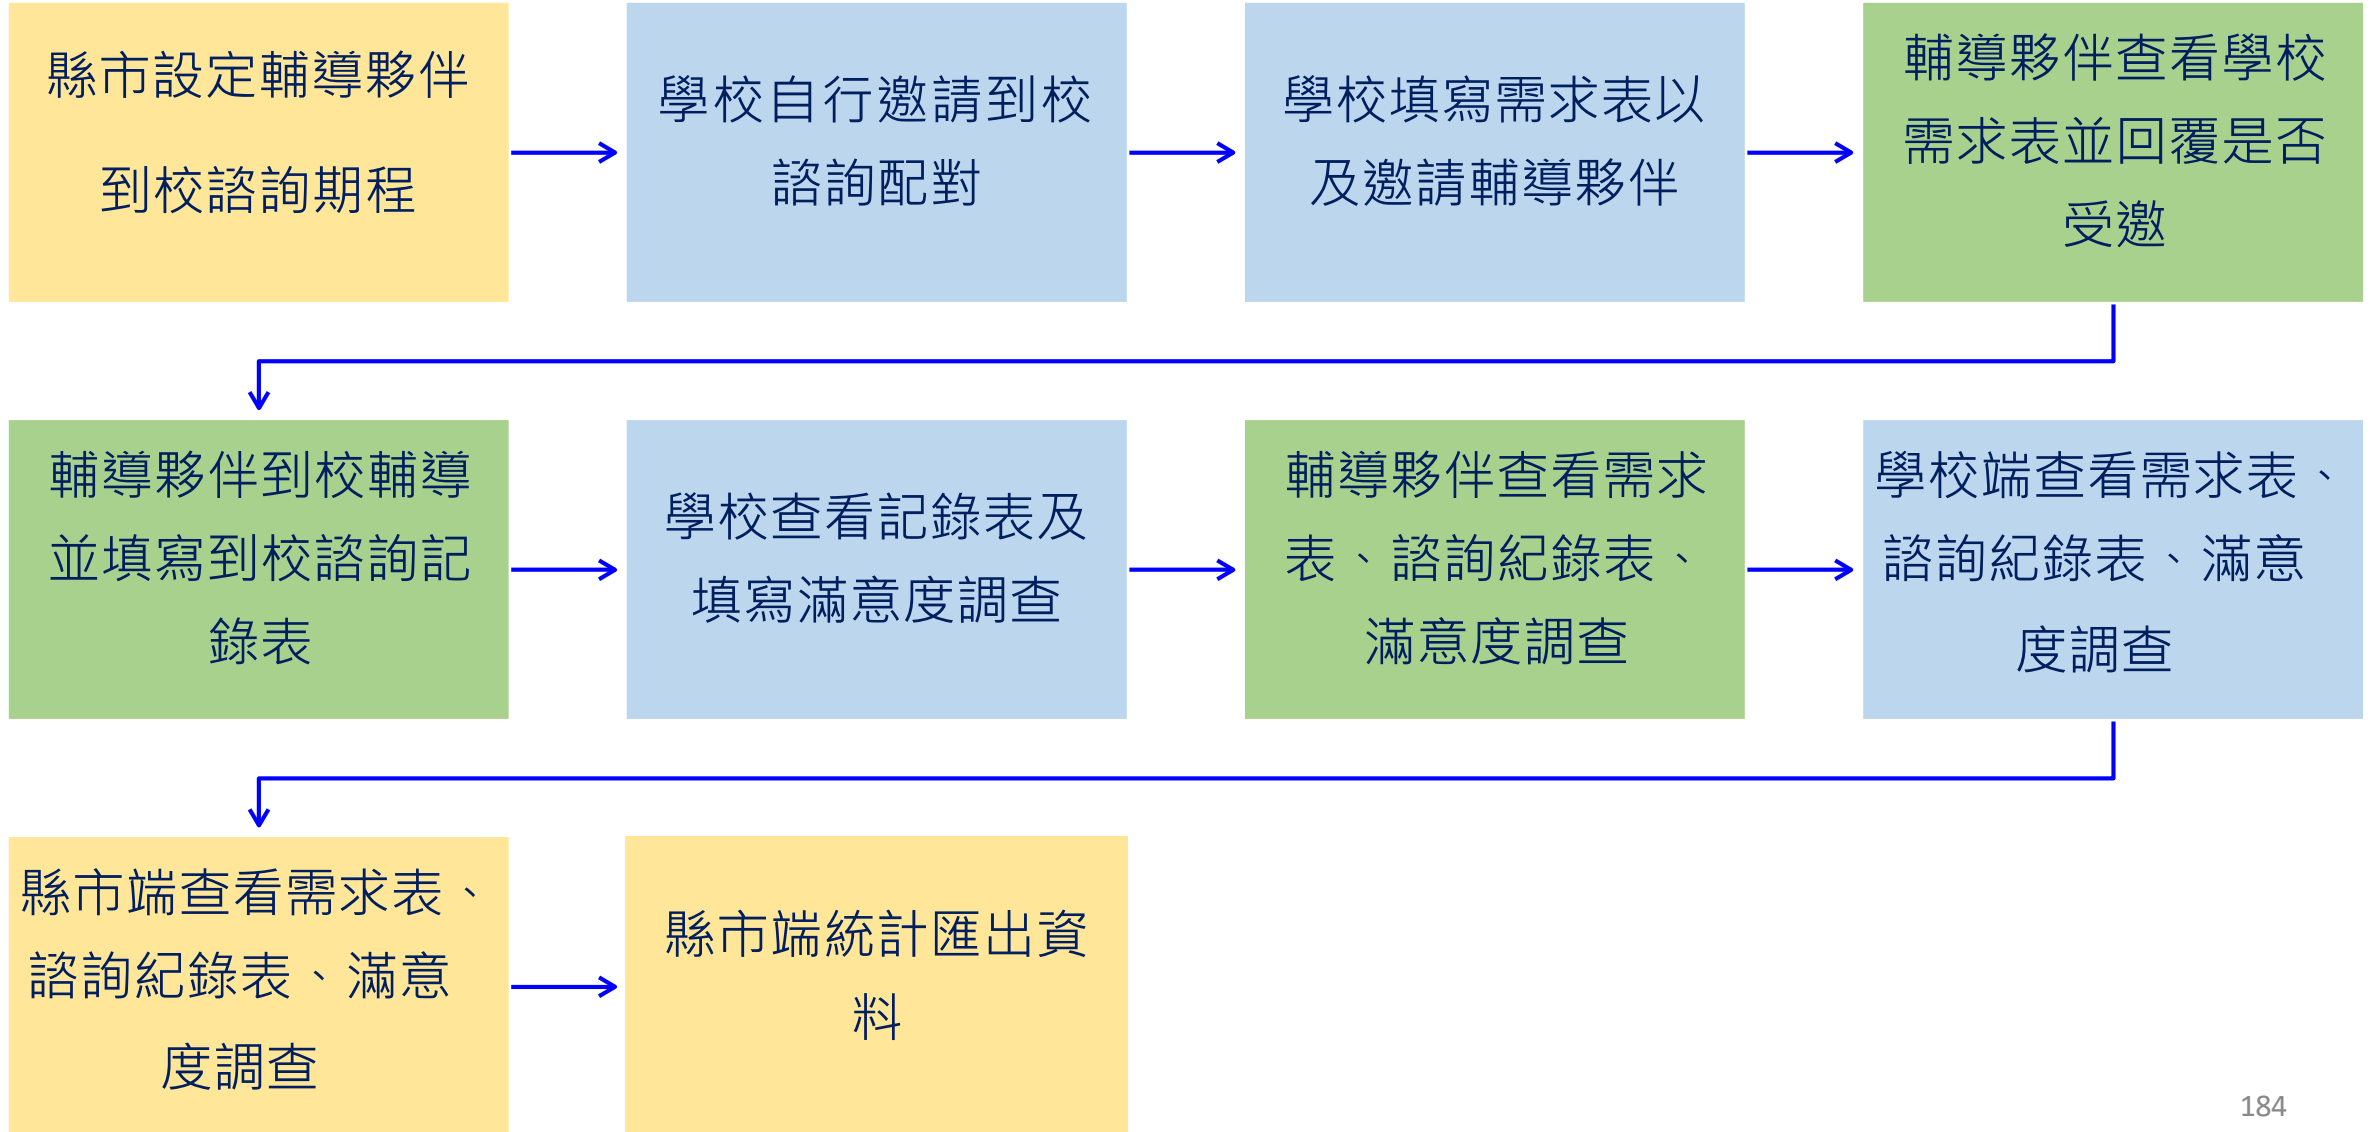 縣市設定輔導夥伴
到校諮詢期程
學校自行邀請到校
諮詢配對
學校填寫需求表以
及邀請輔導夥伴
輔導夥伴查看學校
需求表並回覆是否
受邀
輔導夥伴到校輔導
並填寫到校諮詢記
錄表
學校查看記錄表及
填寫滿意度調查
輔導夥伴查看需求
表、諮詢紀錄表、
滿意度調查
學校端查看需求表、
諮詢紀錄表、滿意
度調查
縣市端查看需求表、
諮詢紀錄表、滿意
度調查
縣市端統計匯出資
料
184